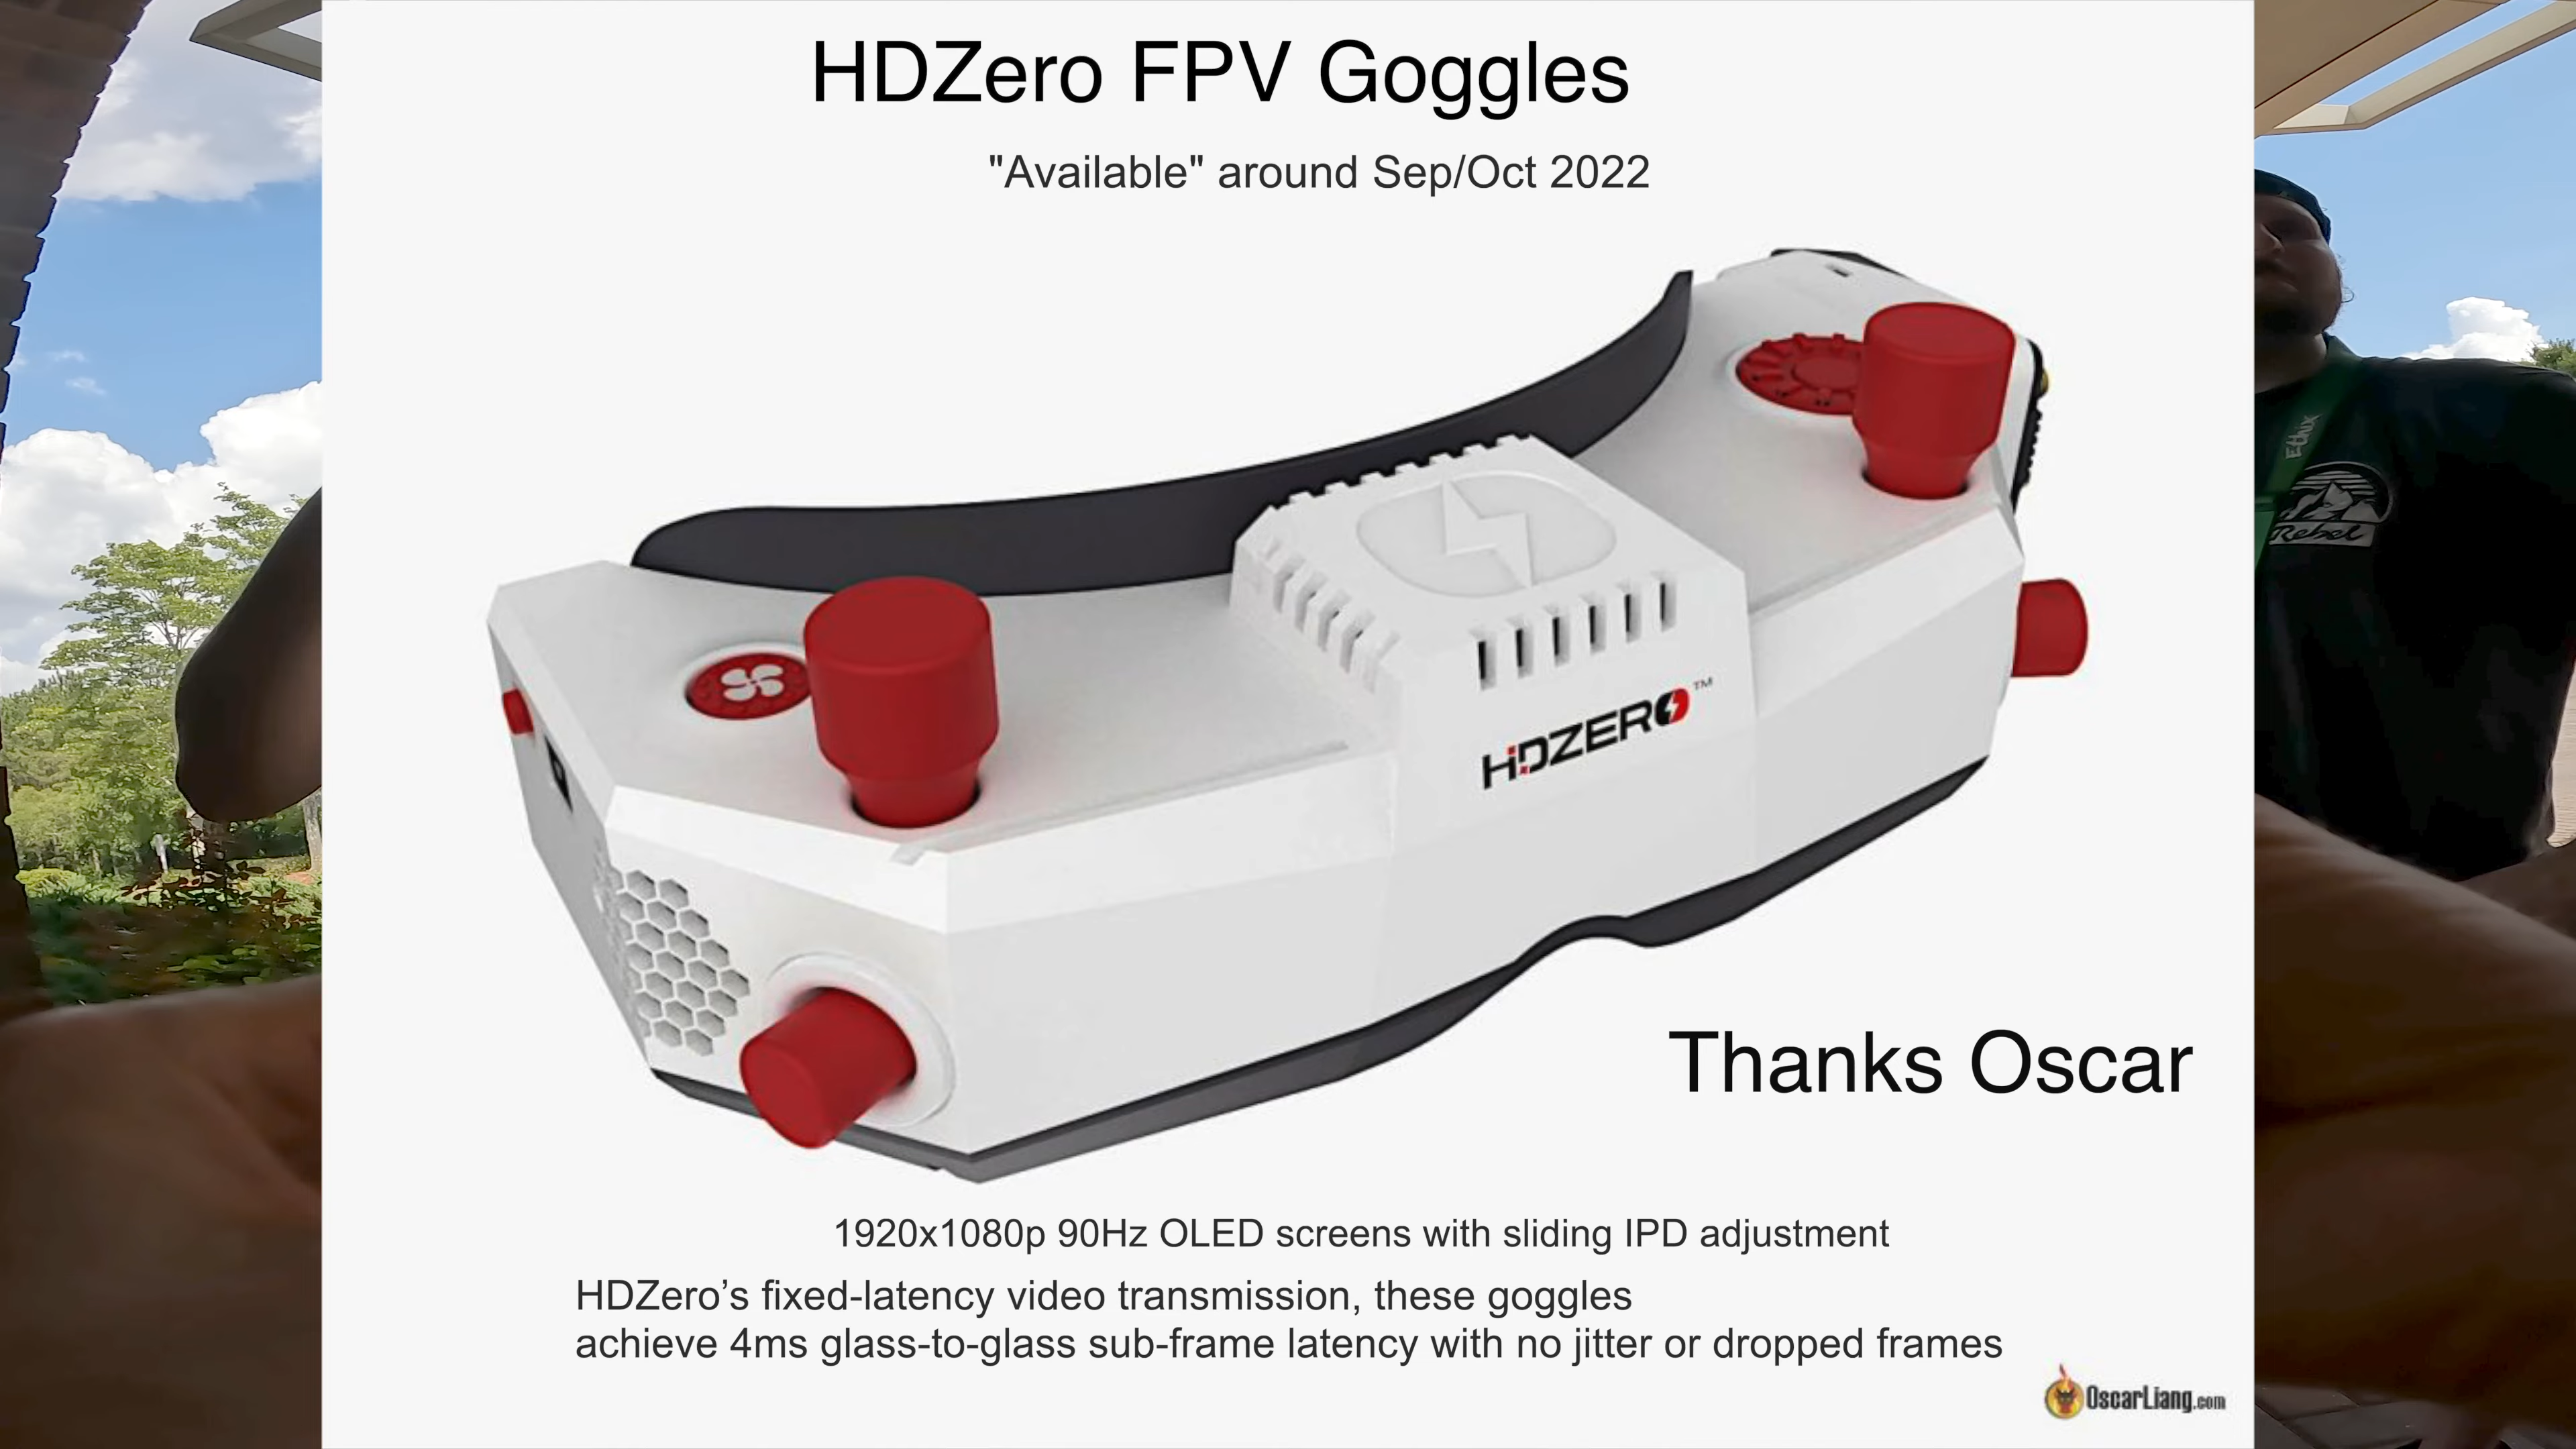 HDZero FPV Goggles
"Available" around Sep/Oct 2022
Ethix
Rebel
HDZERO™
Thanks Oscar
1920x1080p 90Hz OLED screens with sliding IPD adjustment
HDZero’s fixed-latency video transmission, these goggles
achieve 4ms glass-to-glass sub-frame latency with no jitter or dropped frames
OscarLiang.com